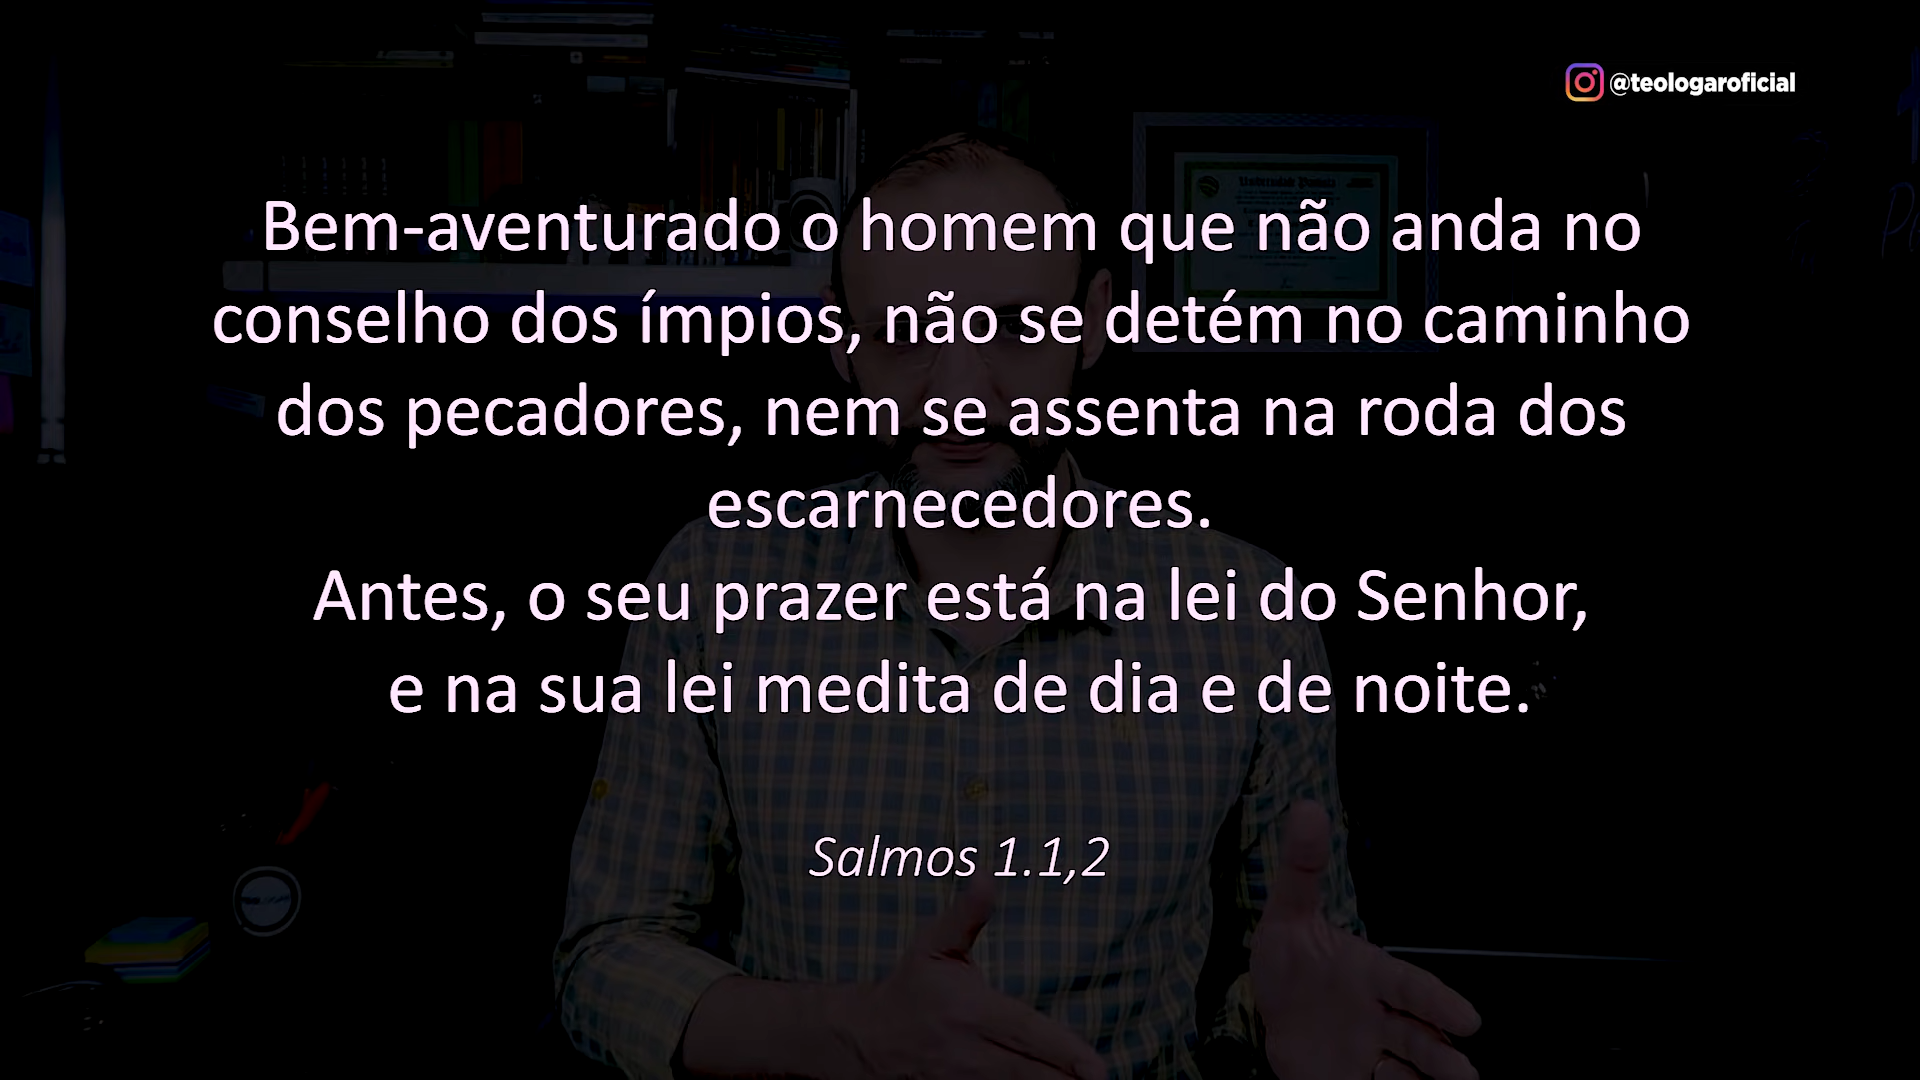 @teologaroficial
Bem-aventurado o homem que não anda no
conselho dos ímpios, não se detém no caminho
dos pecadores, nem se assenta na roda dos
escarnecedores.
Antes, o seu prazer está na lei do Senhor,
e na sua lei medita de dia e de noite.
Salmos 1.1,2